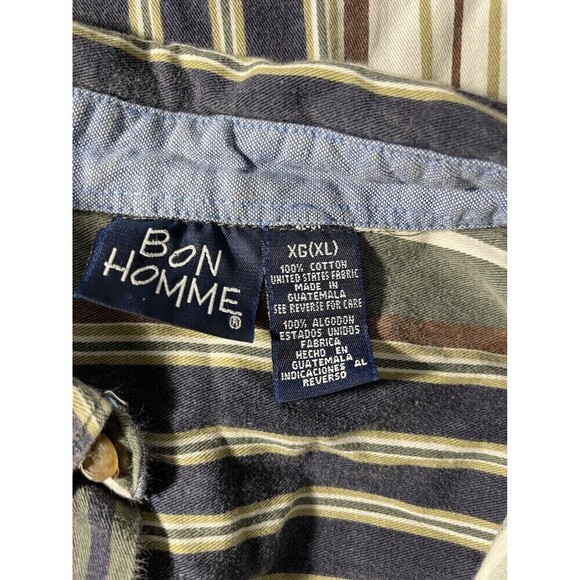 BON
HOMME
®
XG(XL)
100% COTTON
UNITED STATES FABRIC
MADE IN
GUATEMALA
SEE REVERSE FOR CARE
100% ALGODON
ESTADOS UNIDOS
FABRICA
HECHO EN
GUATEMALA
INDICACIONES AL
REVERSO